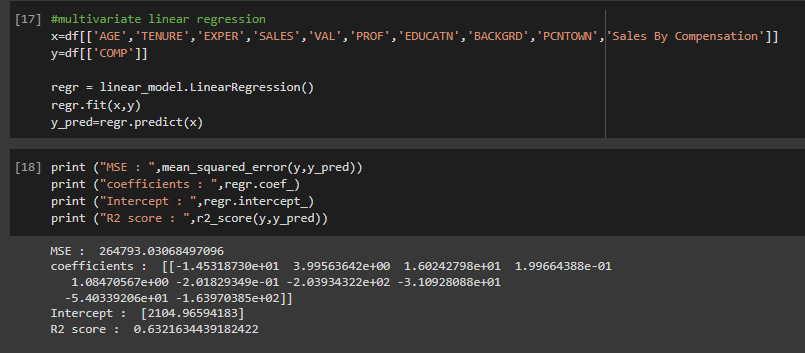 [17] #multivariate linear regression
x=df[['AGE','TENURE','EXPER','SALES','VAL','PROF','EDUCATN','BACKGRD','PCNTOWN','Sales By Compensation']]
y=df[['COMP']]
regr = linear_model.LinearRegression()
regr.fit(x,y)
y_pred=regr.predict(x)
[18] print ("MSE : ",mean_squared_error(y,y_pred))
print ("coefficients : ",regr.coef_)
print ("Intercept : ",regr.intercept_)
print ("R2 score : ",r2_score(y,y_pred))
MSE :  264793.03068497096
coefficients :  [[-1.45318730e+01  3.99563642e+00  1.60242798e+01  1.99664388e-01
1.08470567e+00 -2.01829349e-01 -2.03934322e+02 -3.10928088e+01
-5.40339206e+01 -1.63970385e+02]]
Intercept :  [2104.96594183]
R2 score :  0.6321634439182422